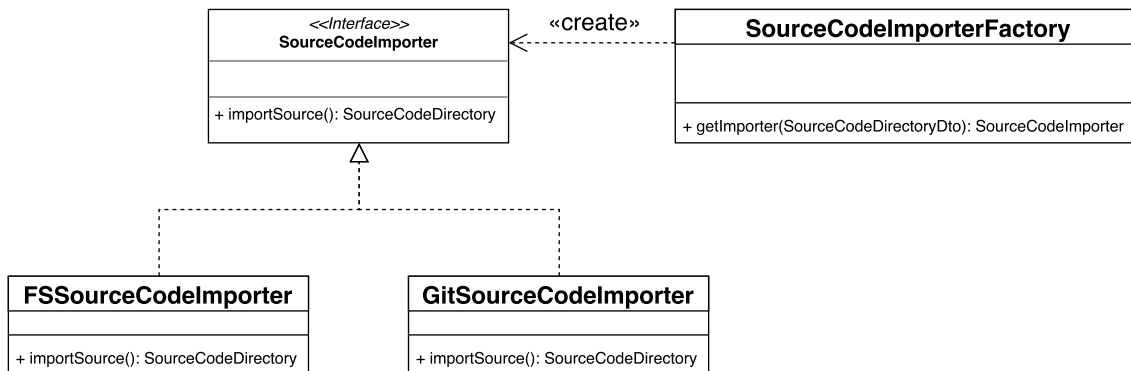 <<Interface>>
SourceCodeImporter
+ importSource(): SourceCodeDirectory
«create»
SourceCodeImporterFactory
+ getImporter(SourceCodeDirectoryDto): SourceCodeImporter
FSSourceCodeImporter
+ importSource(): SourceCodeDirectory
GitSourceCodeImporter
+ importSource(): SourceCodeDirectory